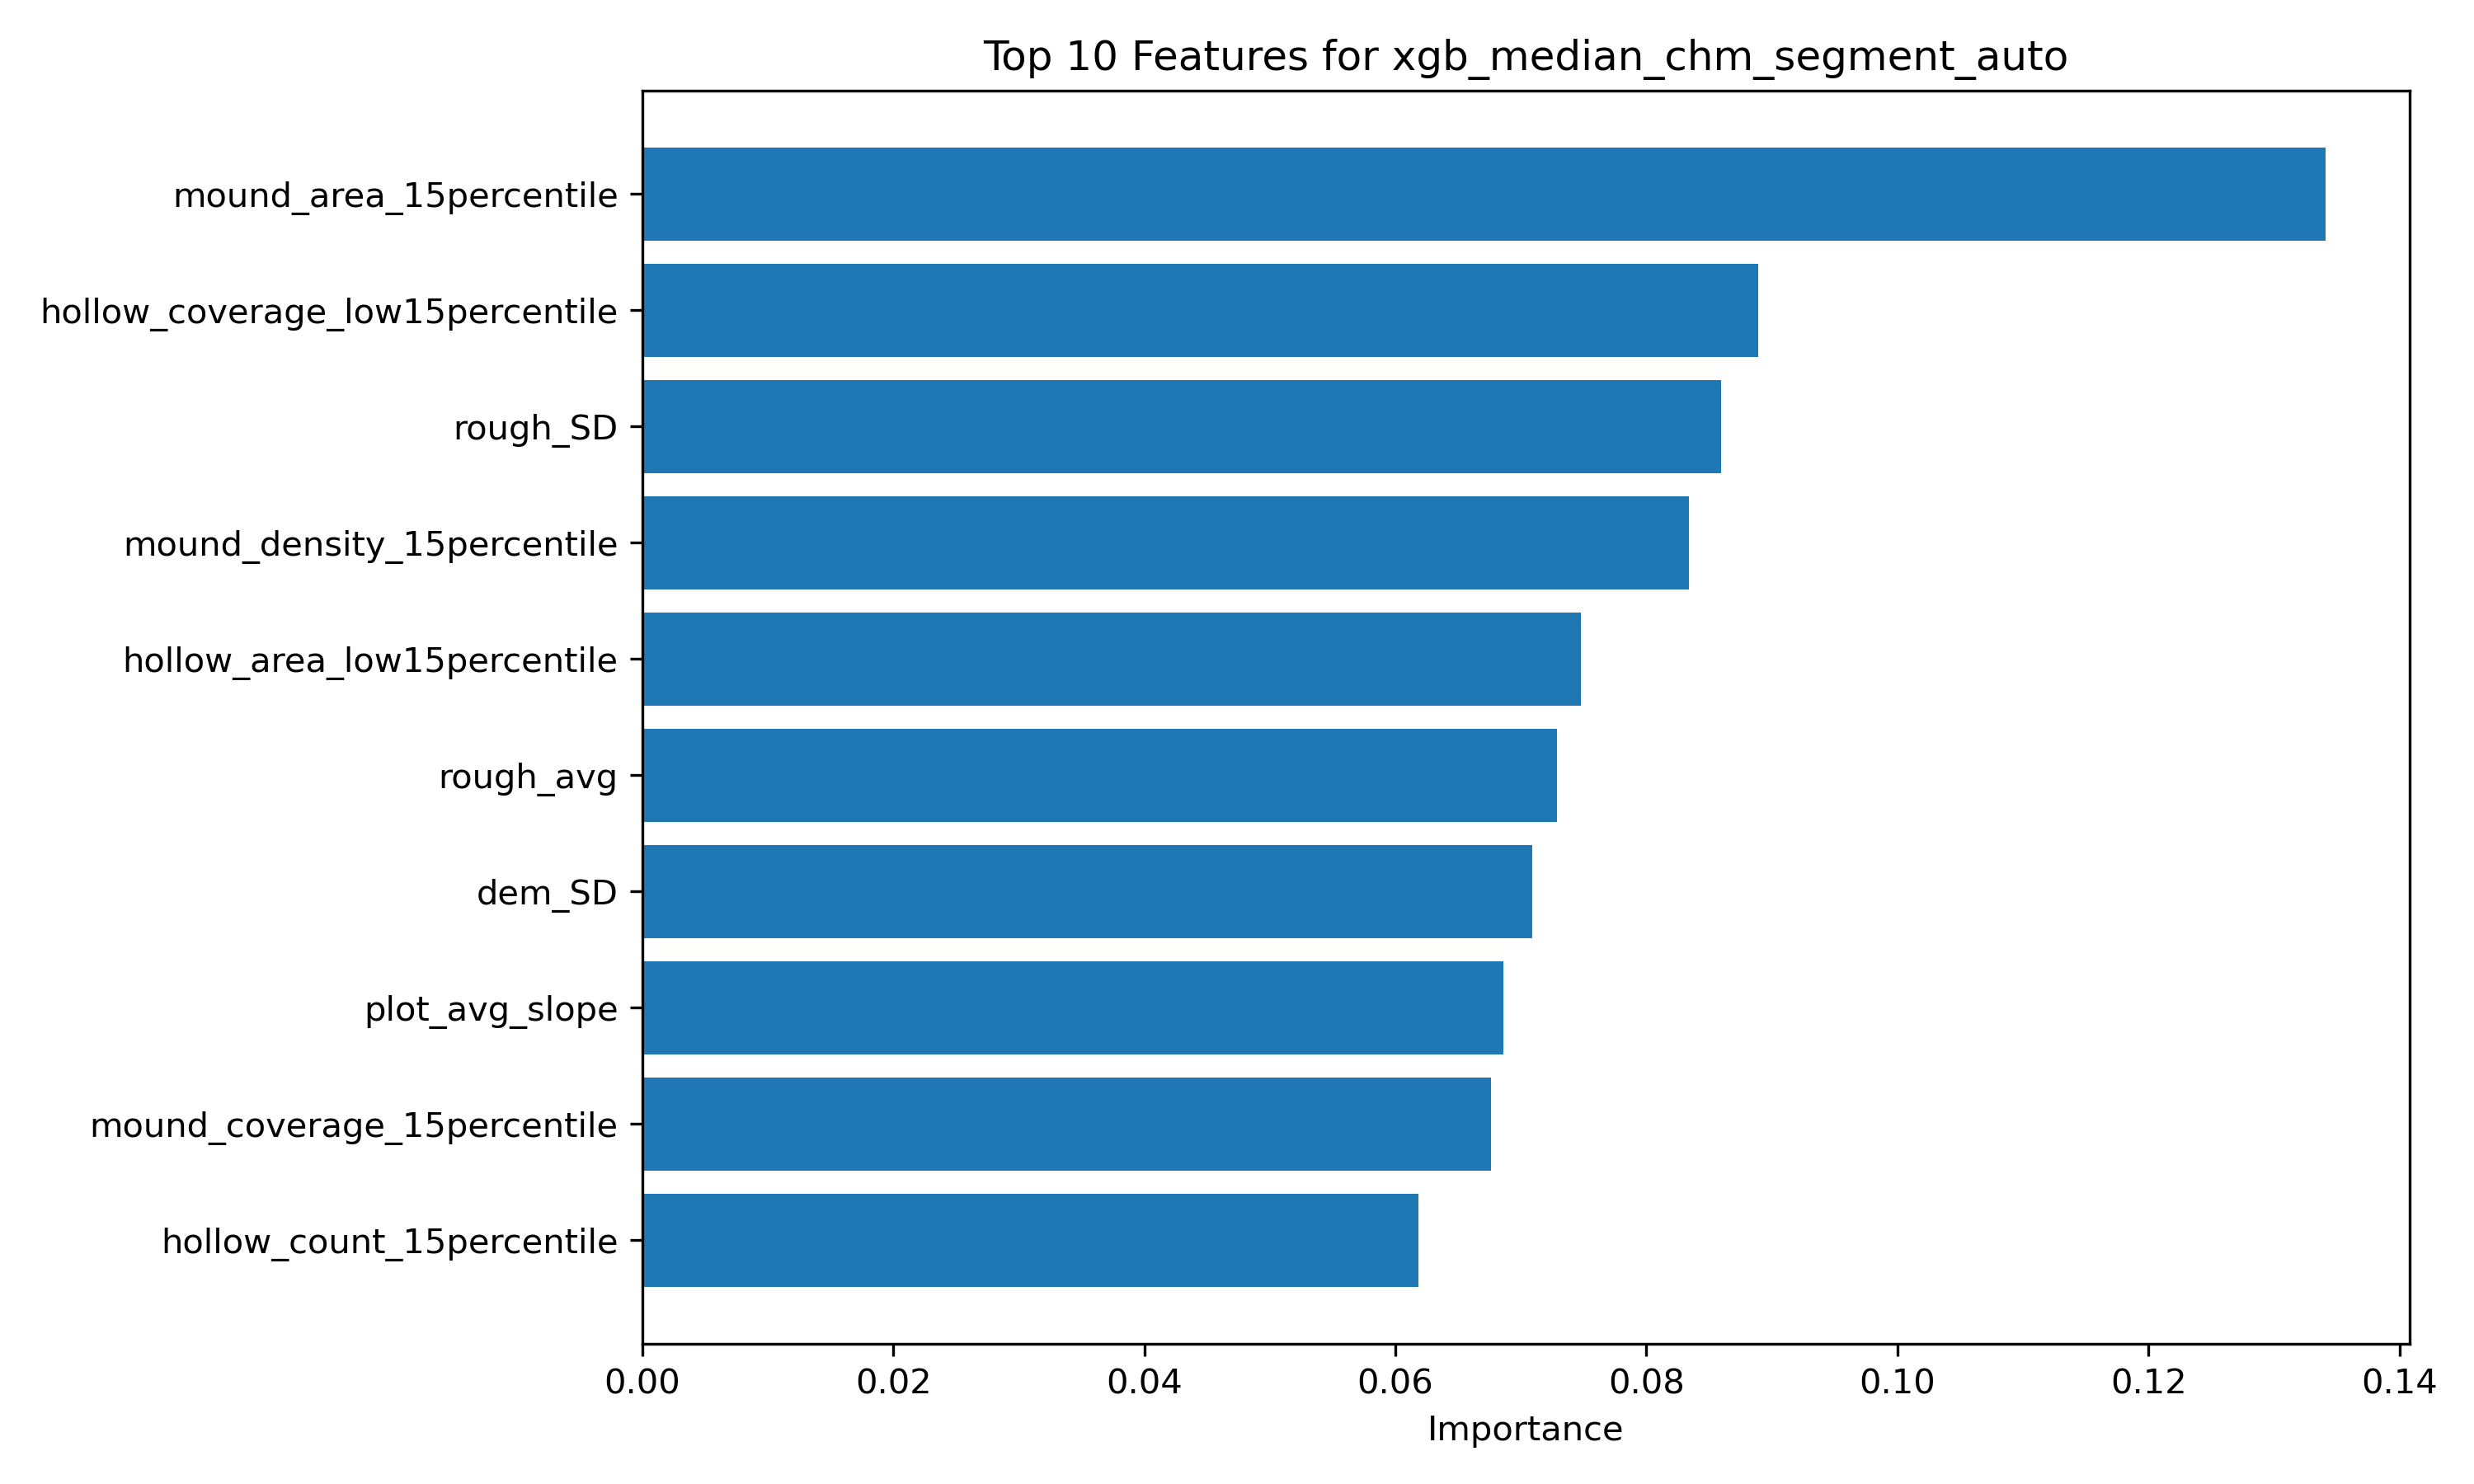 Top 10 Features for xgb_median_chm_segment_auto
mound_area_15percentile
hollow_coverage_low15percentile
rough_SD
mound_density_15percentile
hollow_area_low15percentile
rough_avg
dem_SD
plot_avg_slope
mound_coverage_15percentile
hollow_count_15percentile
0.00 0.02 0.04 0.06 0.08 0.10 0.12 0.14
Importance